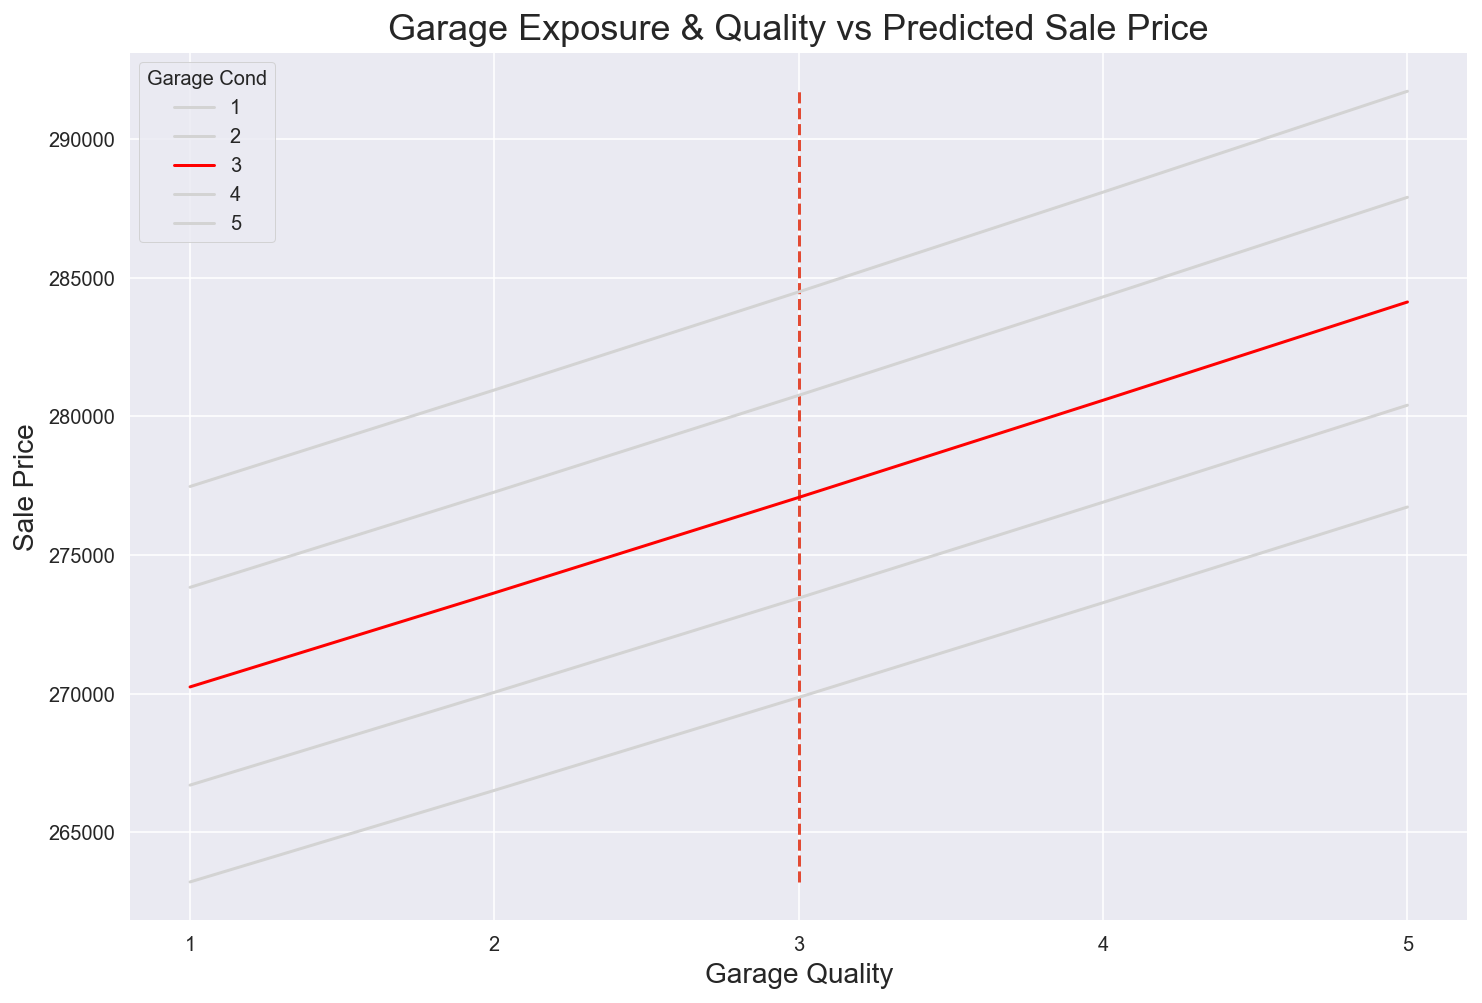 Garage Exposure & Quality vs Predicted Sale Price
Garage Cond
1
2
3
4
5
290000
285000
280000
275000
270000
265000
Sale Price
1 2 3 4 5
Garage Quality